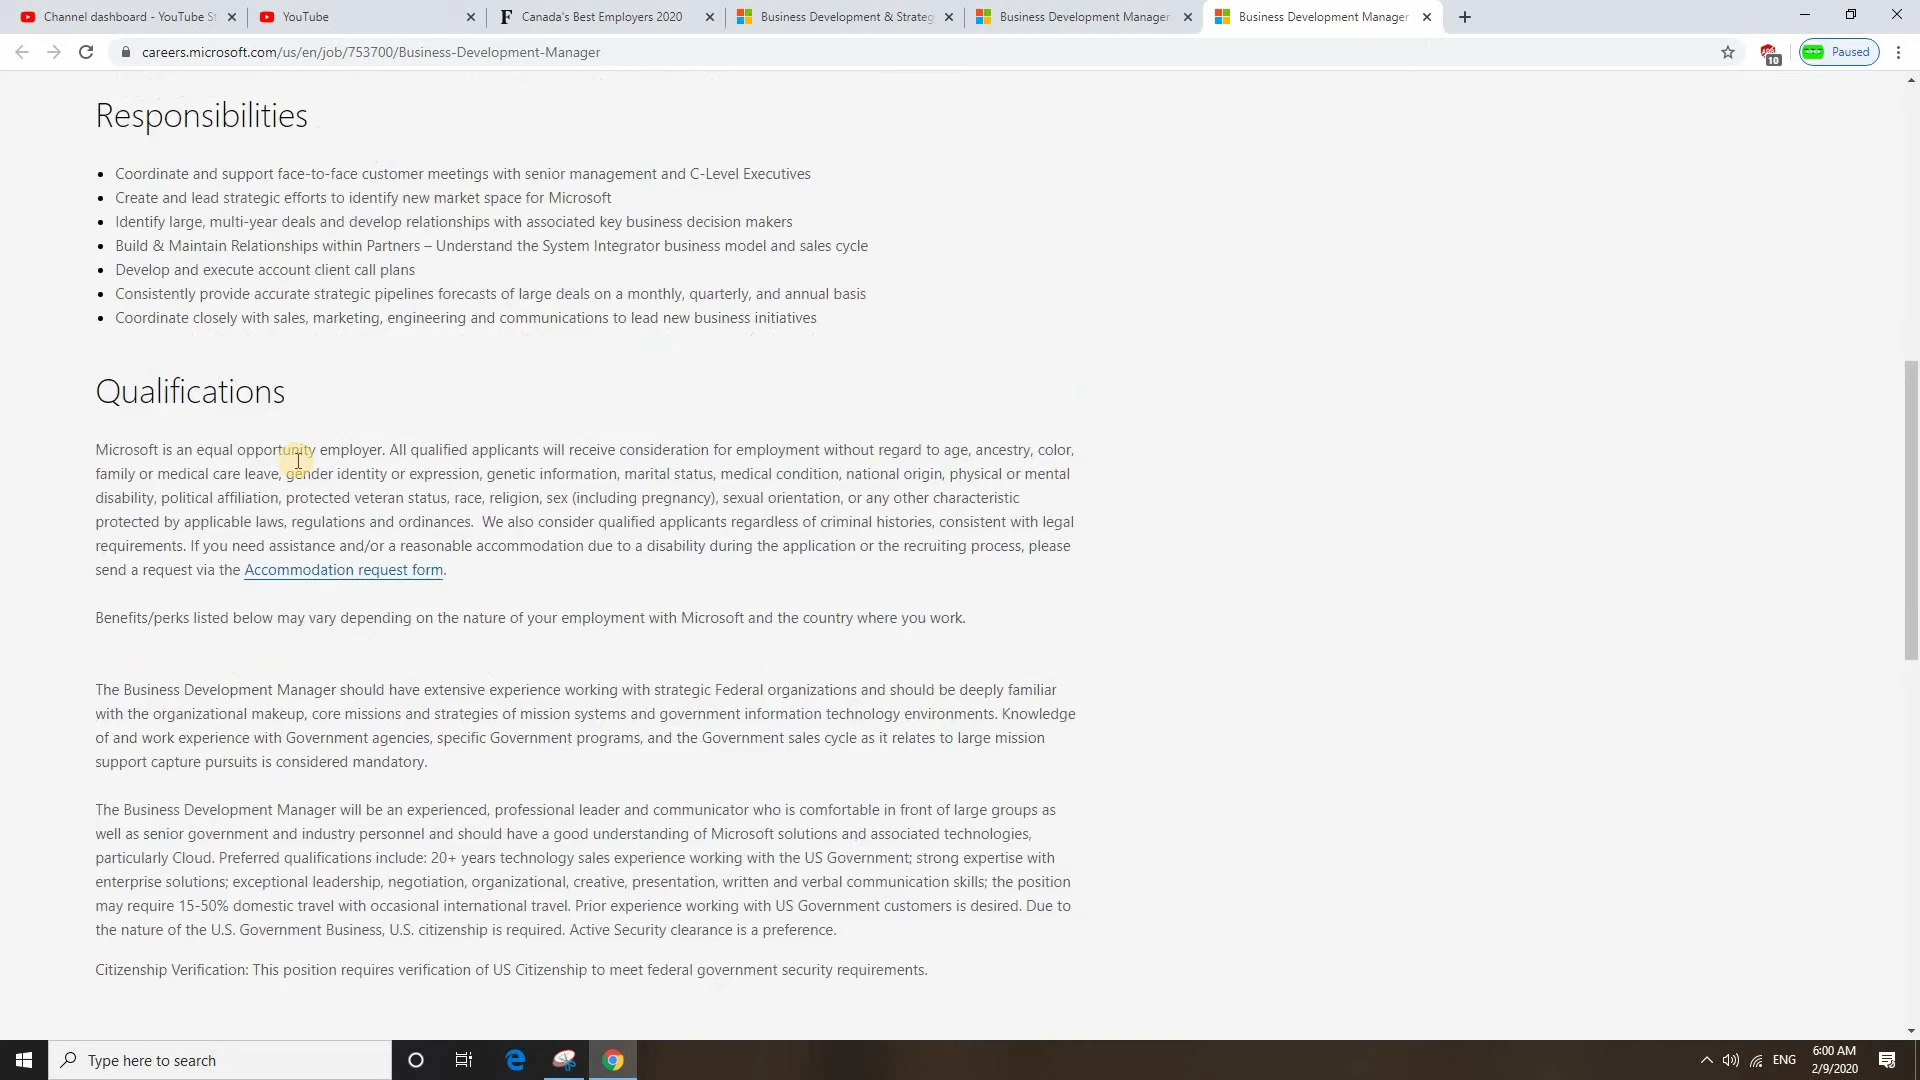 Channel dashboard - YouTube St
YouTube
Canada's Best Employers 2020
Business Development & Strateg
Business Development Manager
Business Development Manager
careers.microsoft.com/us/en/job/753700/Business-Development-Manager
10
Paused
Responsibilities
Coordinate and support face-to-face customer meetings with senior management and C-Level Executives
Create and lead strategic efforts to identify new market space for Microsoft
Identify large, multi-year deals and develop relationships with associated key business decision makers
Build & Maintain Relationships within Partners – Understand the System Integrator business model and sales cycle
Develop and execute account client call plans
Consistently provide accurate strategic pipelines forecasts of large deals on a monthly, quarterly, and annual basis
Coordinate closely with sales, marketing, engineering and communications to lead new business initiatives
Qualifications
Microsoft is an equal opportunity employer. All qualified applicants will receive consideration for employment without regard to age, ancestry, color,
family or medical care leave, gender identity or expression, genetic information, marital status, medical condition, national origin, physical or mental
disability, political affiliation, protected veteran status, race, religion, sex (including pregnancy), sexual orientation, or any other characteristic
protected by applicable laws, regulations and ordinances. We also consider qualified applicants regardless of criminal histories, consistent with legal
requirements. If you need assistance and/or a reasonable accommodation due to a disability during the application or the recruiting process, please
send a request via the Accommodation request form.
Benefits/perks listed below may vary depending on the nature of your employment with Microsoft and the country where you work.
The Business Development Manager should have extensive experience working with strategic Federal organizations and should be deeply familiar
with the organizational makeup, core missions and strategies of mission systems and government information technology environments. Knowledge
of and work experience with Government agencies, specific Government programs, and the Government sales cycle as it relates to large mission
support capture pursuits is considered mandatory.
The Business Development Manager will be an experienced, professional leader and communicator who is comfortable in front of large groups as
well as senior government and industry personnel and should have a good understanding of Microsoft solutions and associated technologies,
particularly Cloud. Preferred qualifications include: 20+ years technology sales experience working with the US Government; strong expertise with
enterprise solutions; exceptional leadership, negotiation, organizational, creative, presentation, written and verbal communication skills; the position
may require 15-50% domestic travel with occasional international travel. Prior experience working with US Government customers is desired. Due to
the nature of the U.S. Government Business, U.S. citizenship is required. Active Security clearance is a preference.
Citizenship Verification: This position requires verification of US Citizenship to meet federal government security requirements.
Type here to search
ENG
6:00 AM
2/9/2020